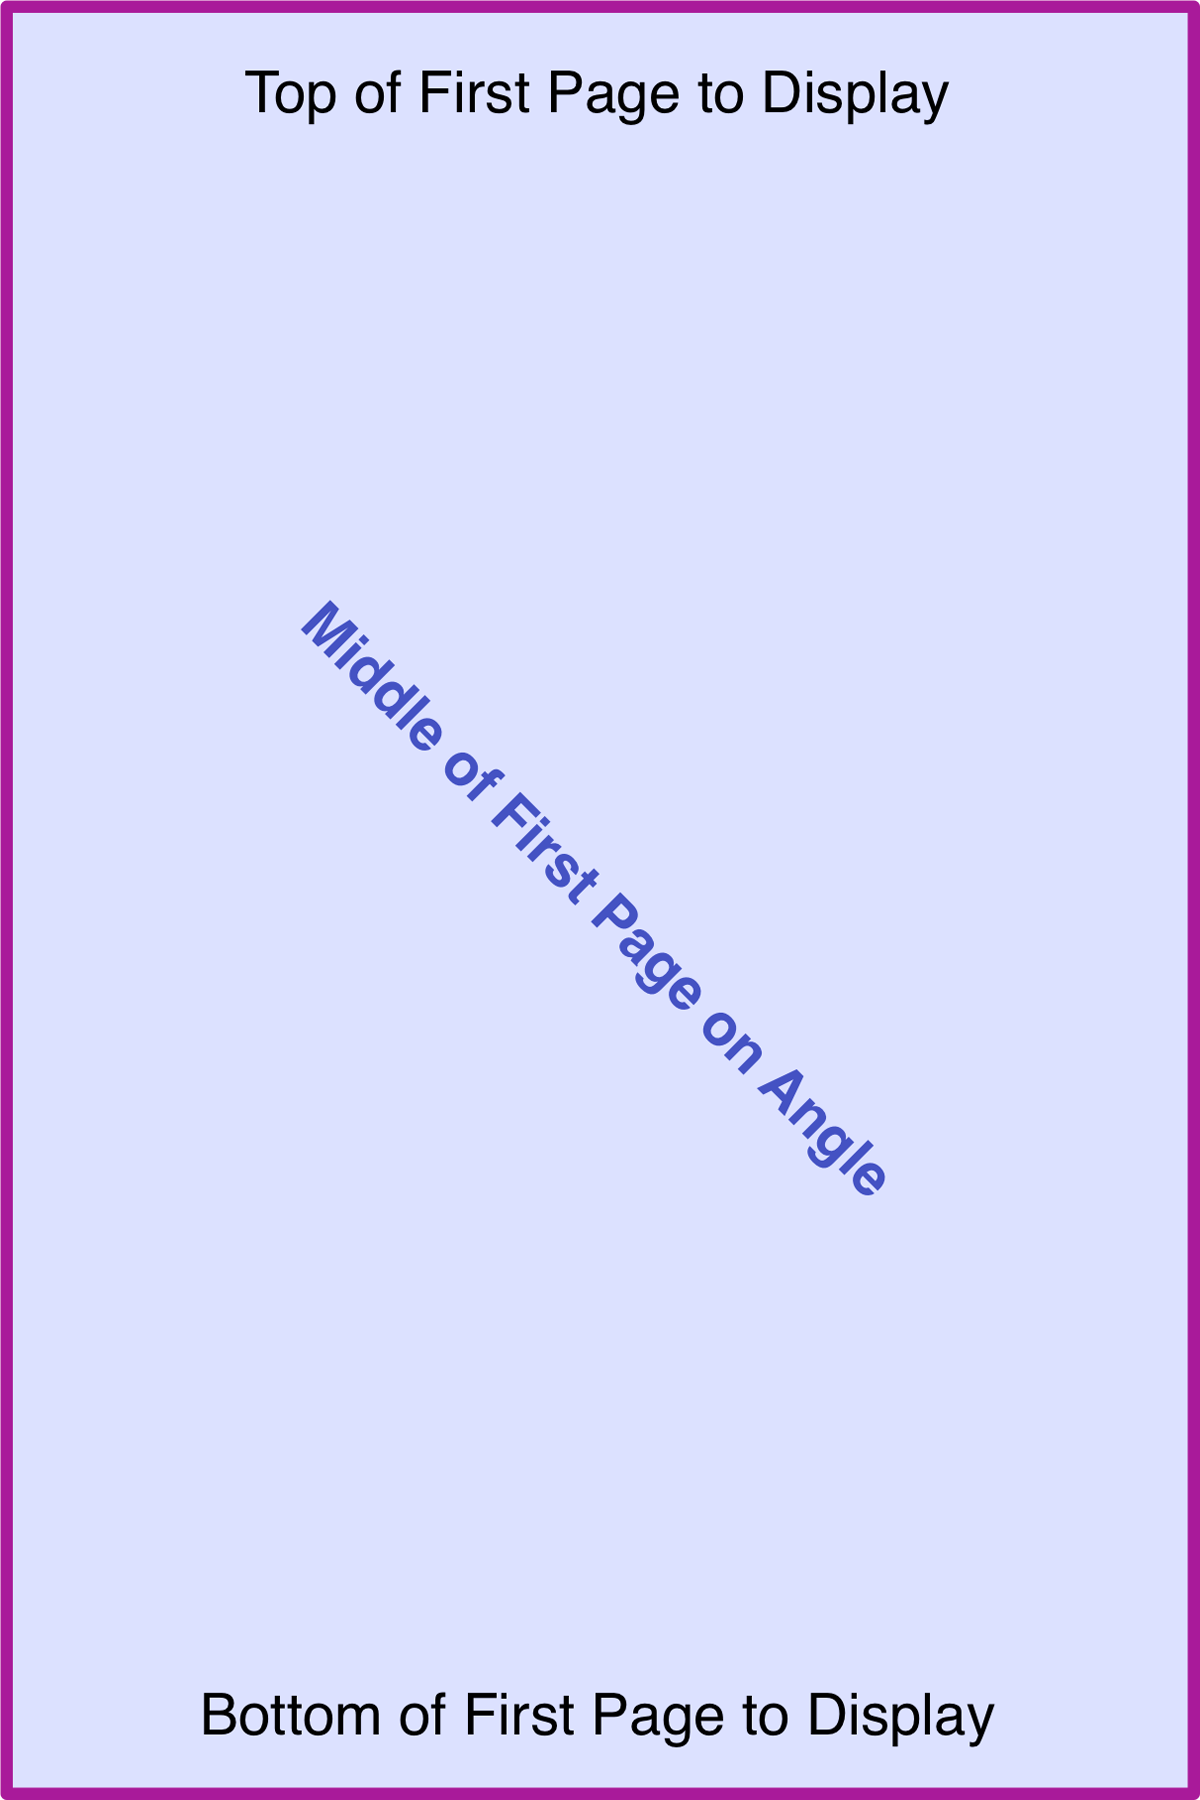 Top of First Page to Display
Middle of First Page on Angle
Bottom of First Page to Display